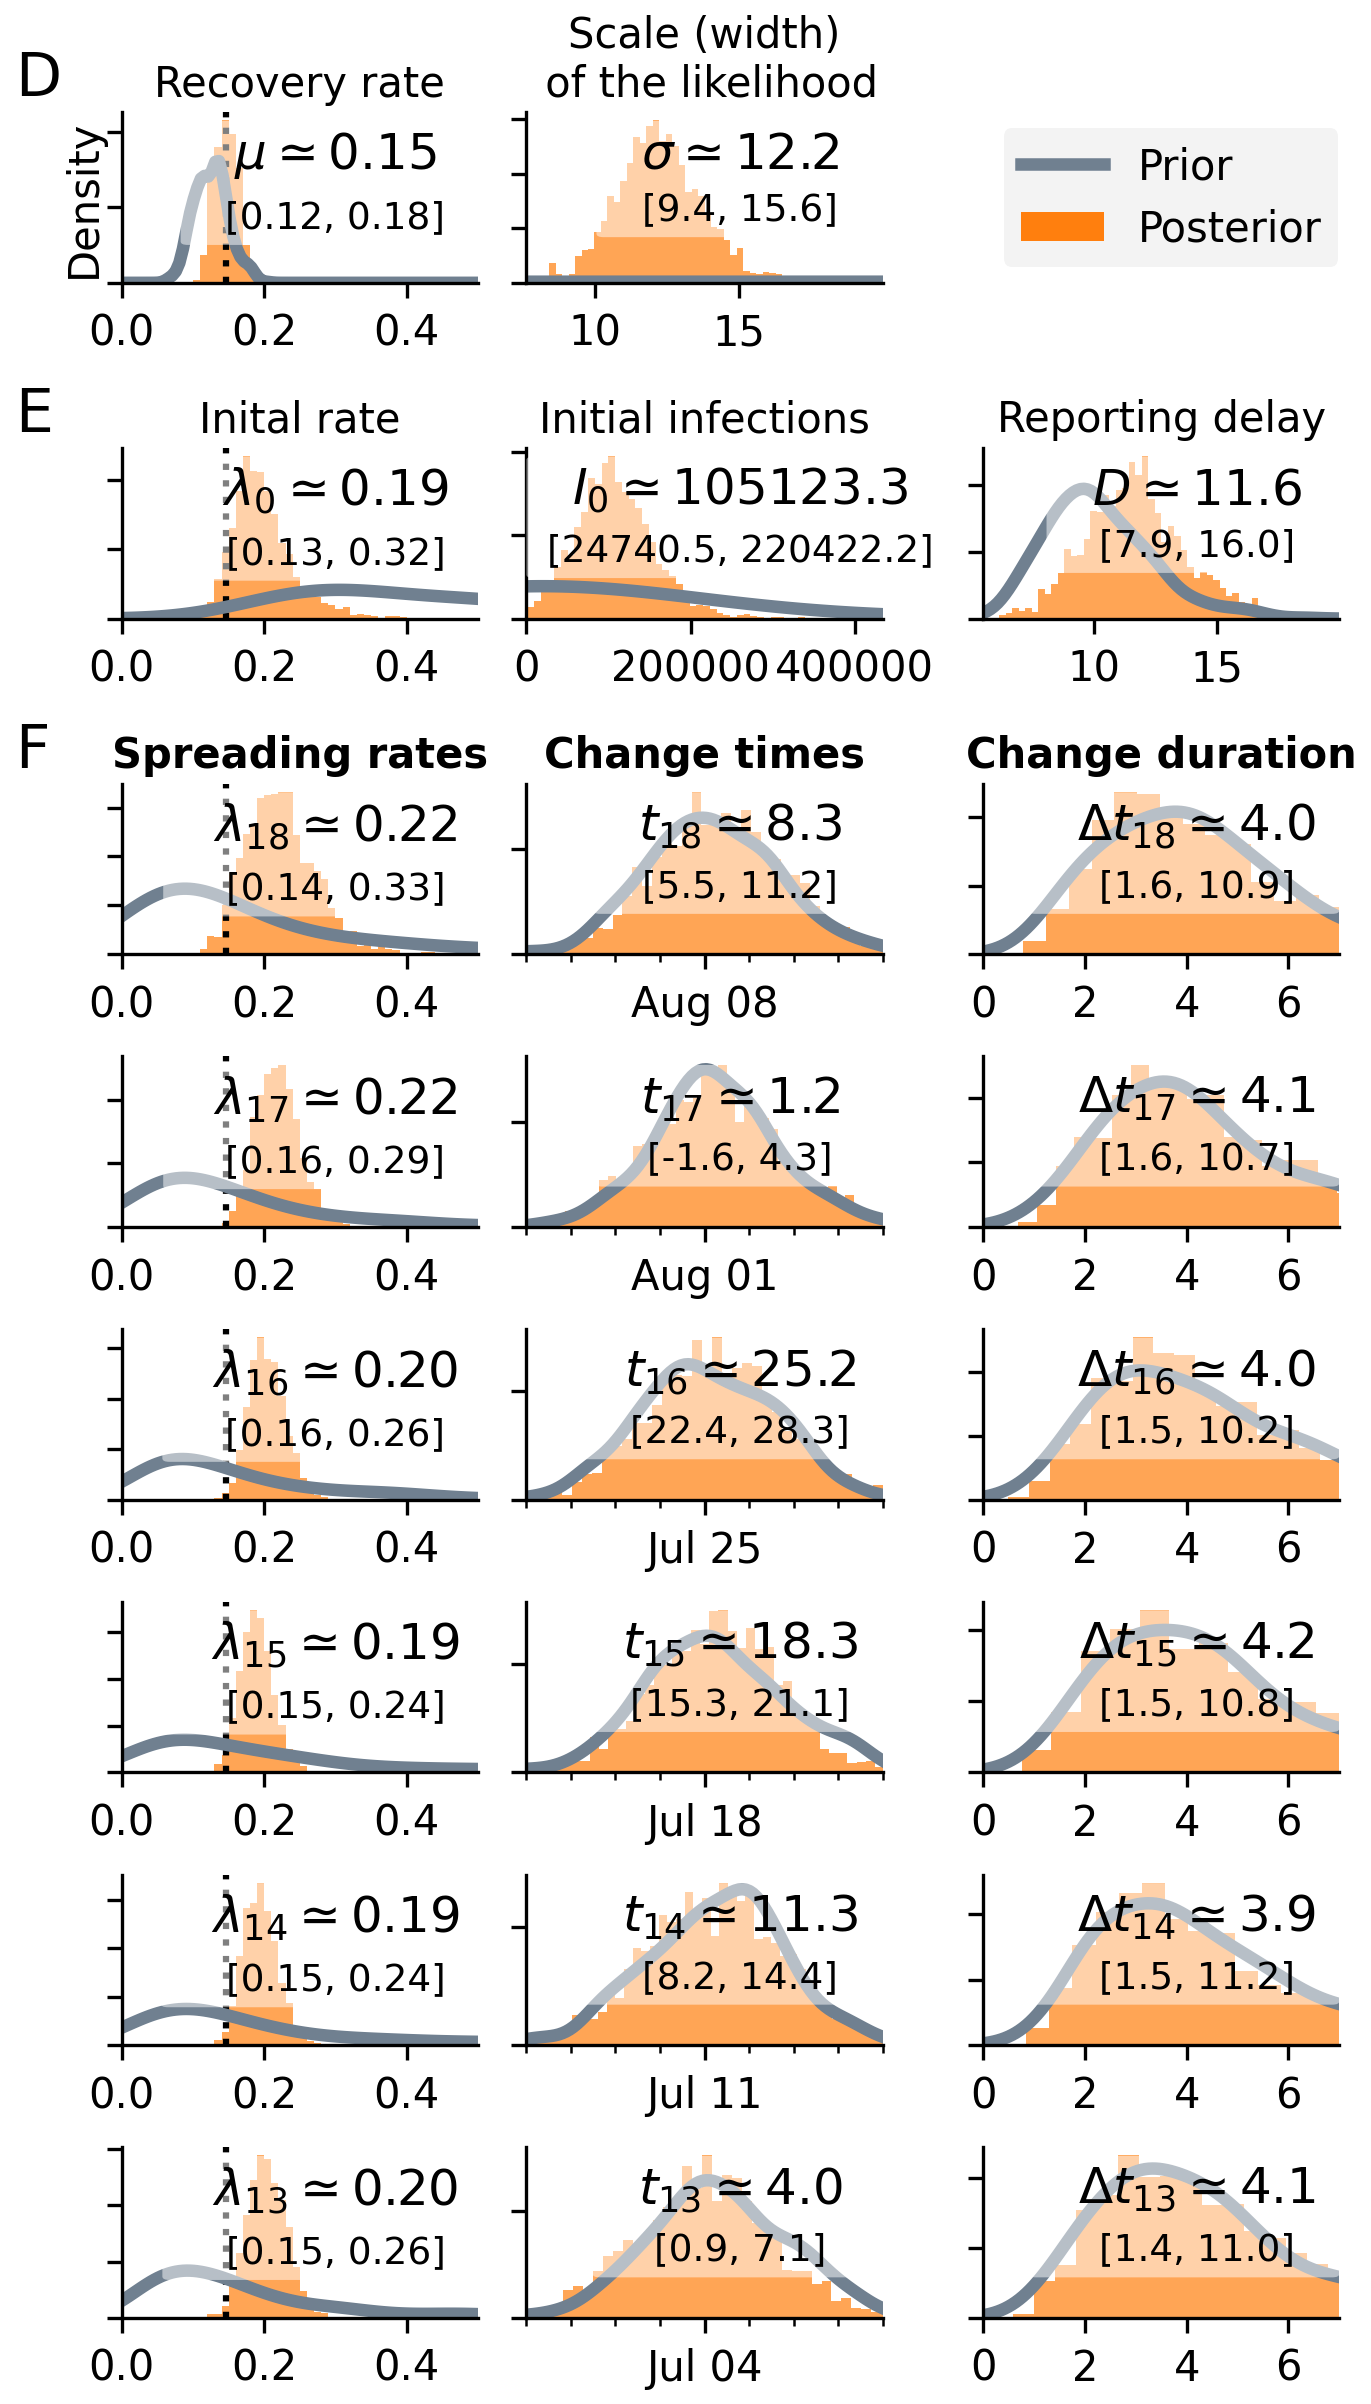 D
Recovery rate
Density
μ ≃ 0.15
[0.12, 0.18]
0.0 0.2 0.4
Scale (width)
of the likelihood
σ ≃ 12.2
[9.4, 15.6]
10 15
Prior
Posterior
E
Inital rate
λ0 ≃ 0.19
[0.13, 0.32]
0.0 0.2 0.4
Initial infections
I0 ≃ 105123.3
[24740.5, 220422.2]
0 200000 400000
Reporting delay
D ≃ 11.6
[7.9, 16.0]
10 15
F
Spreading rates
Change times
Change duration
λ18 ≃ 0.22
[0.14, 0.33]
0.0 0.2 0.4
t18 ≃ 8.3
[5.5, 11.2]
Aug 08
Δt18 ≃ 4.0
[1.6, 10.9]
0 2 4 6
λ17 ≃ 0.22
[0.16, 0.29]
0.0 0.2 0.4
t17 ≃ 1.2
[-1.6, 4.3]
Aug 01
Δt17 ≃ 4.1
[1.6, 10.7]
0 2 4 6
λ16 ≃ 0.20
[0.16, 0.26]
0.0 0.2 0.4
t16 ≃ 25.2
[22.4, 28.3]
Jul 25
Δt16 ≃ 4.0
[1.5, 10.2]
0 2 4 6
λ15 ≃ 0.19
[0.15, 0.24]
0.0 0.2 0.4
t15 ≃ 18.3
[15.3, 21.1]
Jul 18
Δt15 ≃ 4.2
[1.5, 10.8]
0 2 4 6
λ14 ≃ 0.19
[0.15, 0.24]
0.0 0.2 0.4
t14 ≃ 11.3
[8.2, 14.4]
Jul 11
Δt14 ≃ 3.9
[1.5, 11.2]
0 2 4 6
λ13 ≃ 0.20
[0.15, 0.26]
0.0 0.2 0.4
t13 ≃ 4.0
[0.9, 7.1]
Jul 04
Δt13 ≃ 4.1
[1.4, 11.0]
0 2 4 6